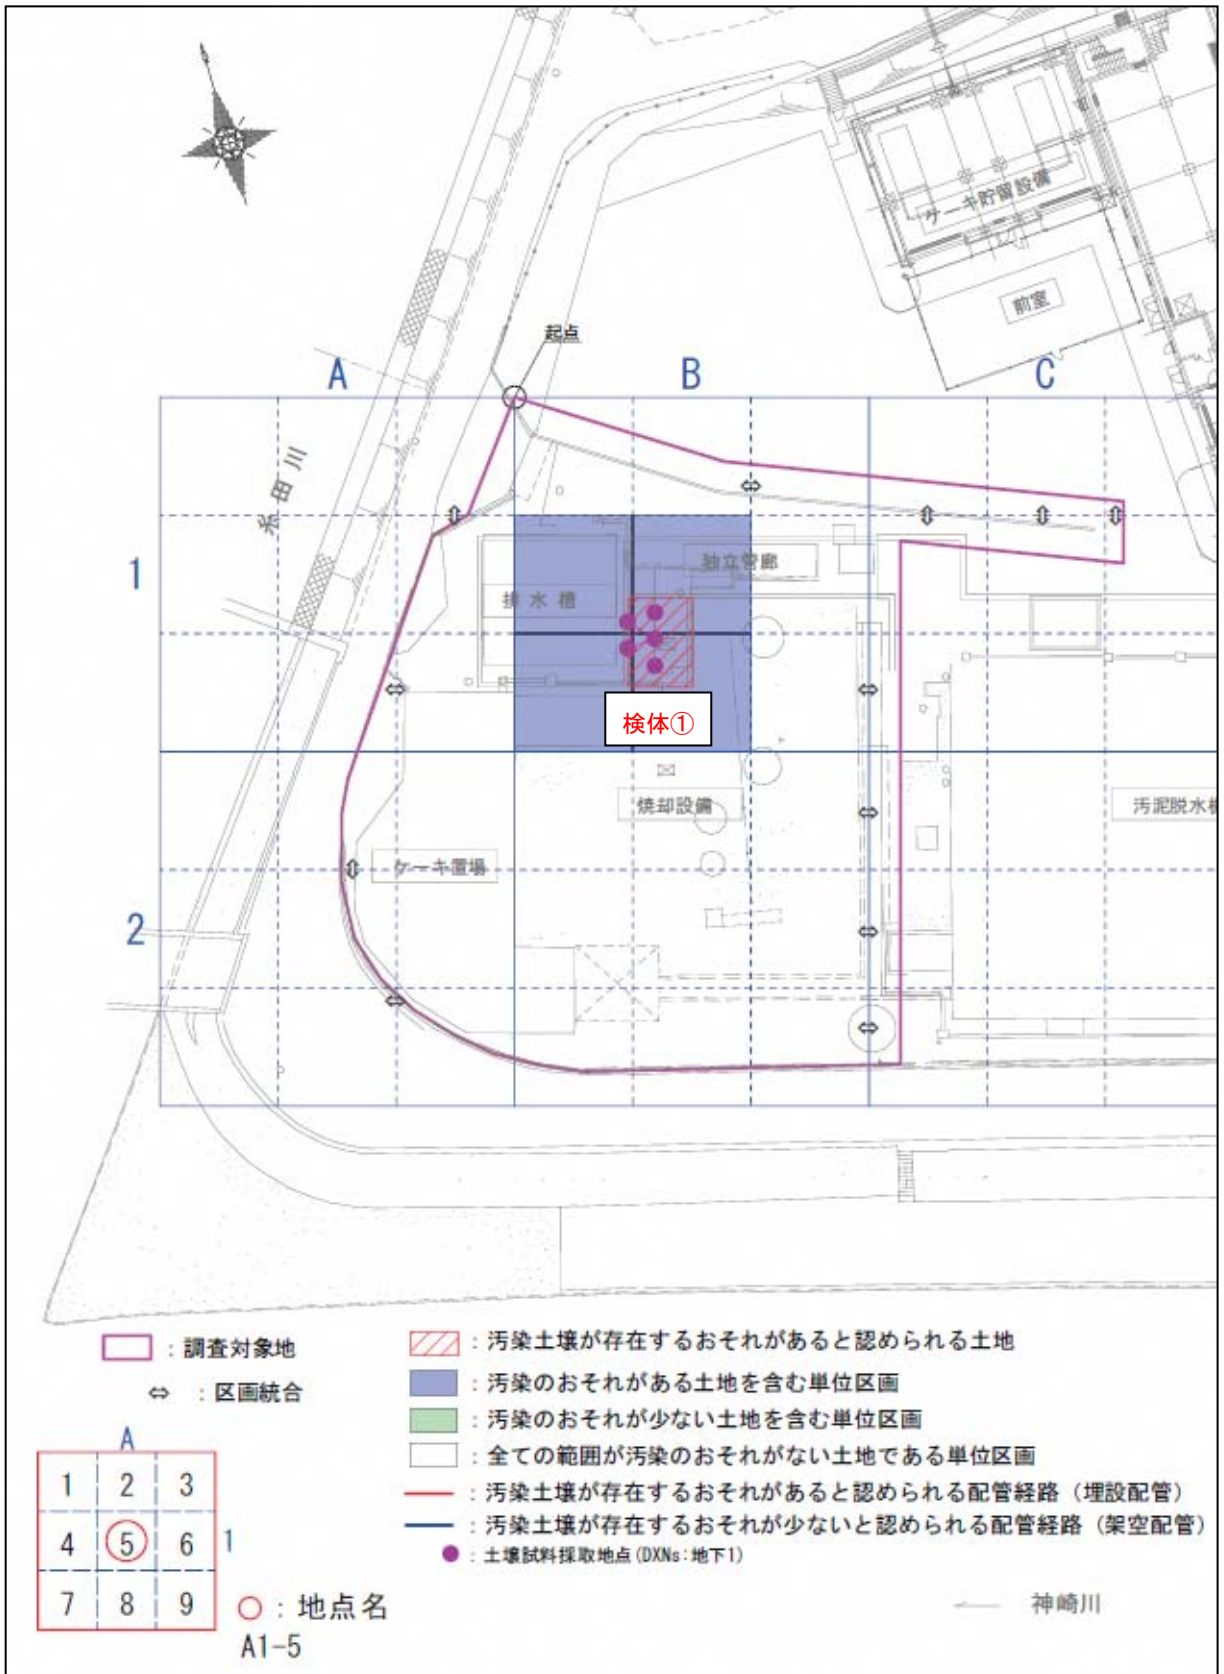 ケーキ貯留設備
前室
起点
A
B
C
糸田川
1
独立管廊
排水槽
検体①
焼却設備
汚泥脱水
ケーキ置場
2
: 調査対象地
⇔ : 区画統合
: 汚染土壌が存在するおそれがあると認められる土地
: 汚染のおそれがある土地を含む単位区画
: 汚染のおそれが少ない土地を含む単位区画
: 全ての範囲が汚染のおそれがない土地である単位区画
: 汚染土壌が存在するおそれがあると認められる配管経路（埋設配管）
: 汚染土壌が存在するおそれが少ないと認められる配管経路（架空配管）
: 土壌試料採取地点(DXNs:地下1)
A
1 2 3
4 5 6 1
7 8 9
○ : 地点名
A1-5
神崎川